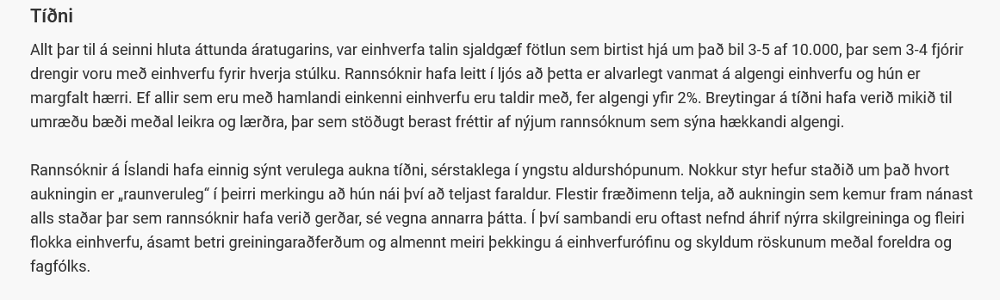 Tíðni
Allt þar til á seinni hluta áttunda áratugarins, var einhverfa talin sjaldgæf fötlun sem birtist hjá um það bil 3-5 af 10.000, þar sem 3-4 fjórir
drengir voru með einhverfu fyrir hverja stúlku. Rannsóknir hafa leitt í ljós að þetta er alvarlegt vanmat á algengi einhverfu og hún er
margfalt hærri. Ef allir sem eru með hamlandi einkenni einhverfu eru taldir með, fer algengi yfir 2%. Breytingar á tíðni hafa verið mikið til
umræðu bæði meðal leikra og lærðra, þar sem stöðugt berast fréttir af nýjum rannsóknum sem sýna hækkandi algengi.
Rannsóknir á Íslandi hafa einnig sýnt verulega aukna tíðni, sérstaklega í yngstu aldurshópunum. Nokkur styr hefur staðið um það hvort
aukningin er „raunveruleg“ í þeirri merkingu að hún nái því að teljast faraldur. Flestir fræðimenn telja, að aukningin sem kemur fram nánast
alls staðar þar sem rannsóknir hafa verið gerðar, sé vegna annarra þátta. Í því sambandi eru oftast nefnd áhrif nýrra skilgreininga og fleiri
flokka einhverfu, ásamt betri greiningaraðferðum og almennt meiri þekkingu á einhverfurófinu og skyldum röskunum meðal foreldra og
fagfólks.